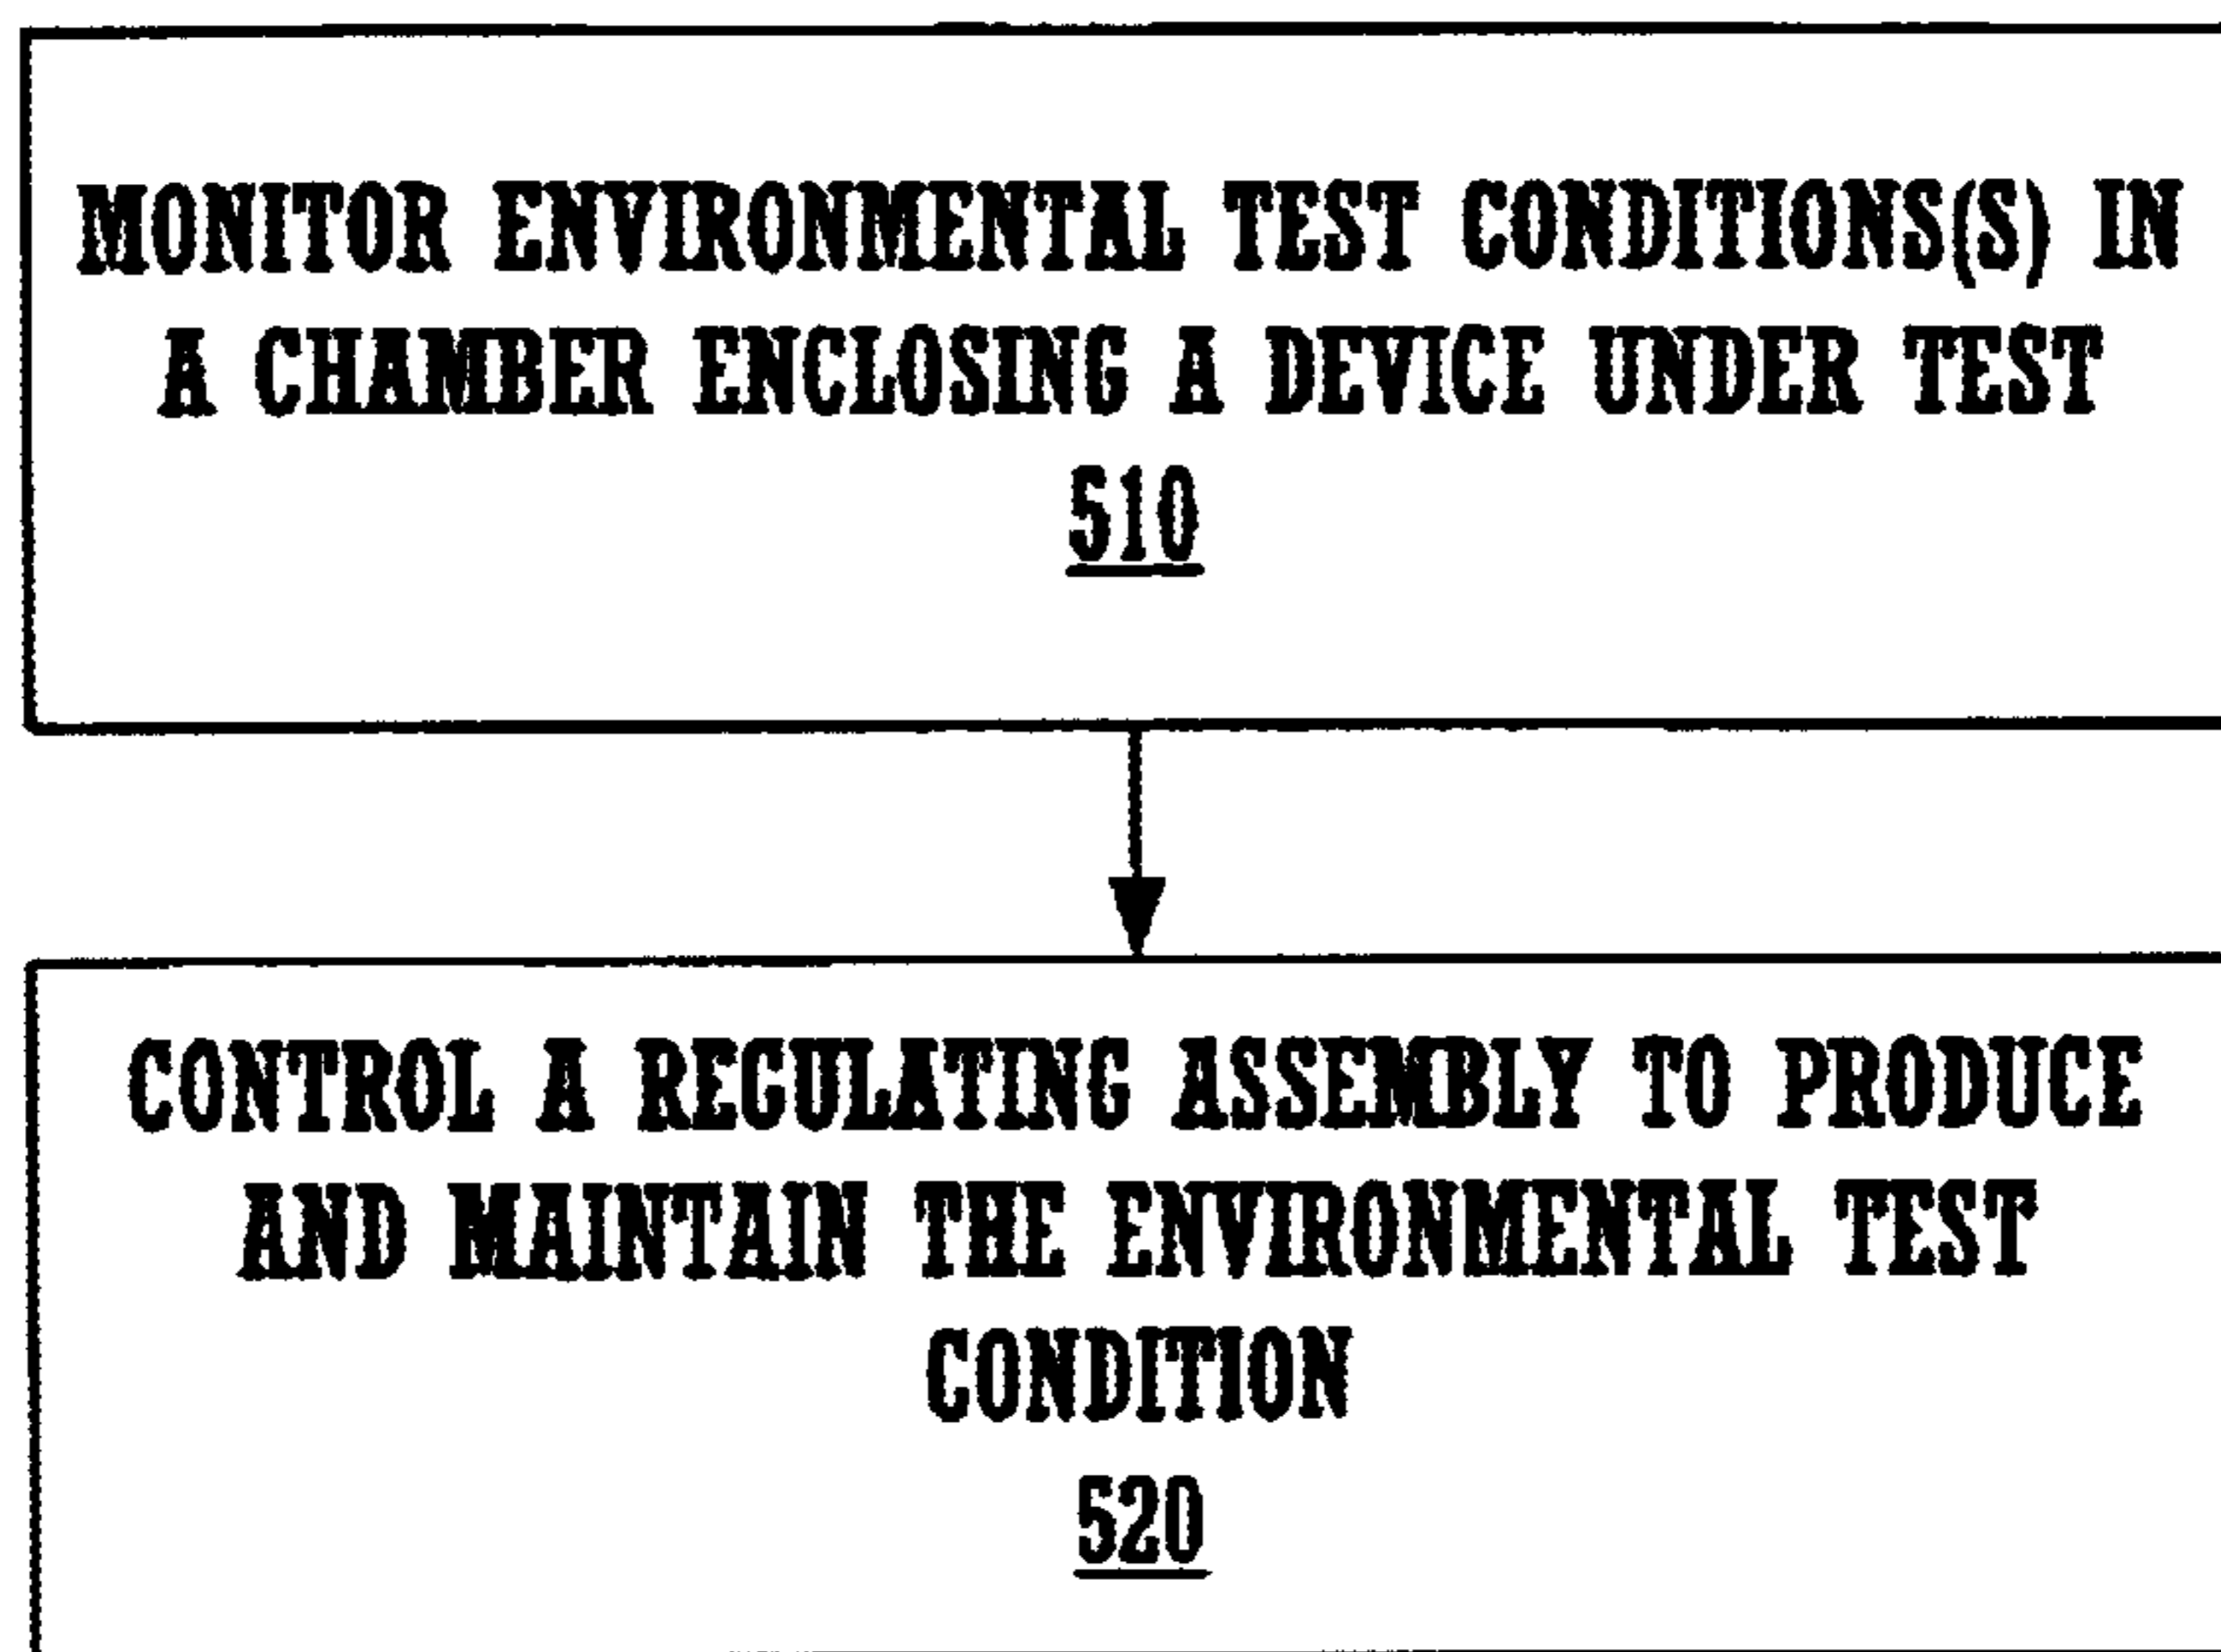 MONITOR ENVIRONMENTAL TEST CONDITIONS(S) IN
A CHAMBER ENCLOSING A DEVICE UNDER TEST
510
CONTROL A REGULATING ASSEMBLY TO PRODUCE
AND MAINTAIN THE ENVIRONMENTAL TEST
CONDITION
520